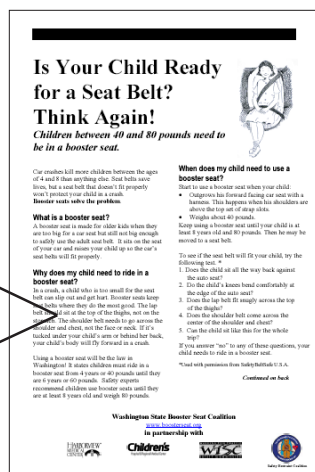 Is Your Child Ready
for a Seat Belt?
Think Again!
Children between 40 and 80 pounds need to
be in a booster seat.
Car crashes kill more children between the ages
of 4 and 8 than anything else. Seat belts save
lives, but a seat belt that doesn't fit properly
won't protect your child in a crash.
Booster seats solve the problem.
What is a booster seat?
A booster seat is made for older kids when they
are too big for a car seat but still not big enough
to safely use the adult seat belt. It sits on the seat
of your car and raises your child up so the car's
seat belts will fit properly.
Why does my child need to ride in a
booster seat?
In a crash, a child who is too small for the seat
belt can slip out and get hurt. Booster seats keep
seat belts where they do the most good. The lap
belt should sit at the top of the thighs, not on the
stomach. The shoulder belt needs to go across the
shoulder and chest, not the face or neck. If it's
tucked under your child's arm or behind her back,
your child's body will fly forward in a crash.
Using a booster seat will be the law in
Washington! It states children must ride in a
booster seat from 4 years or 40 pounds until they
are 6 years or 60 pounds. Safety experts
recommend children use booster seats until they
are at least 8 years old and weigh 80 pounds.
When does my child need to use a
booster seat?
Start to use a booster seat when your child:
• Outgrows his forward facing car seat with a
harness. This happens when his shoulders are
above the top set of strap slots.
• Weighs about 40 pounds.
Keep using a booster seat until your child is at
least 8 years old and 80 pounds. Then he may be
moved to a seat belt.
To see if the seat belt will fit your child, try the
following test. *
1. Does the child sit all the way back against
the auto seat?
2. Do the child's knees bend comfortably at
the edge of the auto seat?
3. Does the lap belt fit snugly across the top
of the thighs?
4. Does the shoulder belt come across the
center of the shoulder and chest?
5. Can the child sit like this for the whole
trip?
If you answer "no" to any of these questions, your
child needs to ride in a booster seat.
*Used with permission from SafetyBeltSafe U.S.A.
Continued on back
Washington State Booster Seat Coalition
www.boosterseat.org
in partnership with
HARBORVIEW
MEDICAL
CENTER
Children's
WTSC
Safety Restraint Coalition